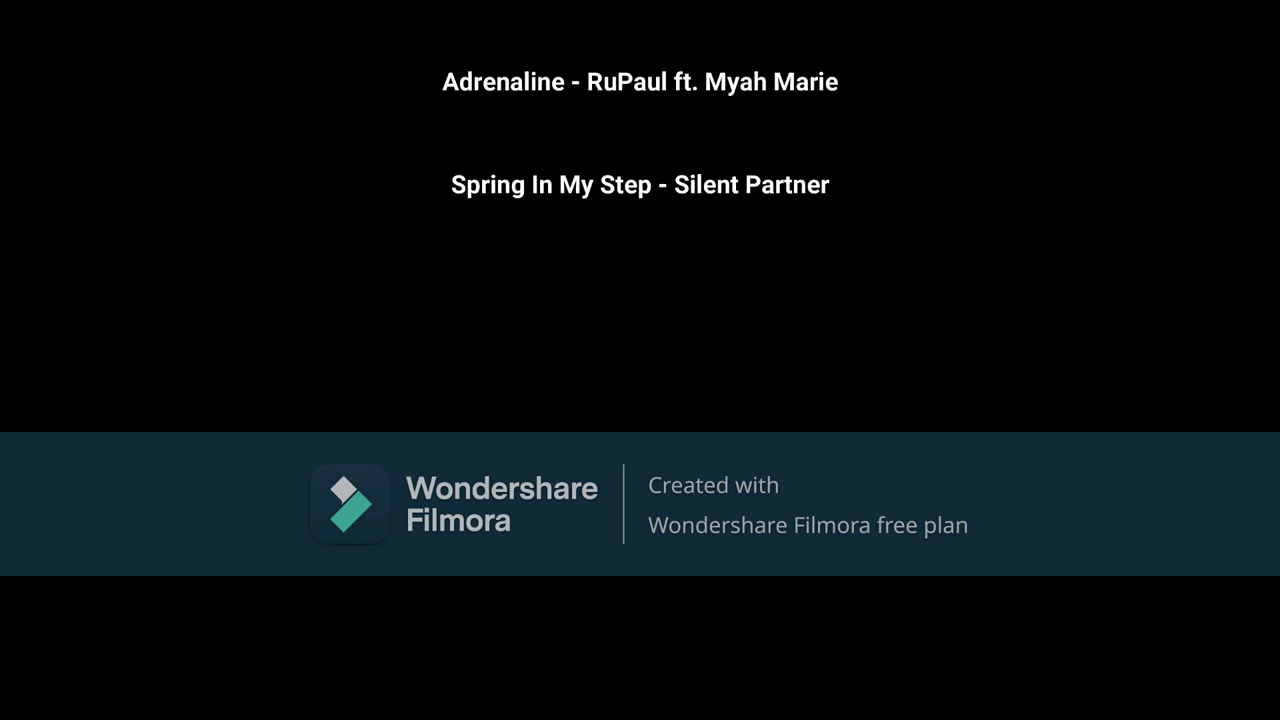 Adrenaline - RuPaul ft. Myah Marie
Spring In My Step - Silent Partner
Wondershare
Filmora
Created with
Wondershare Filmora free plan